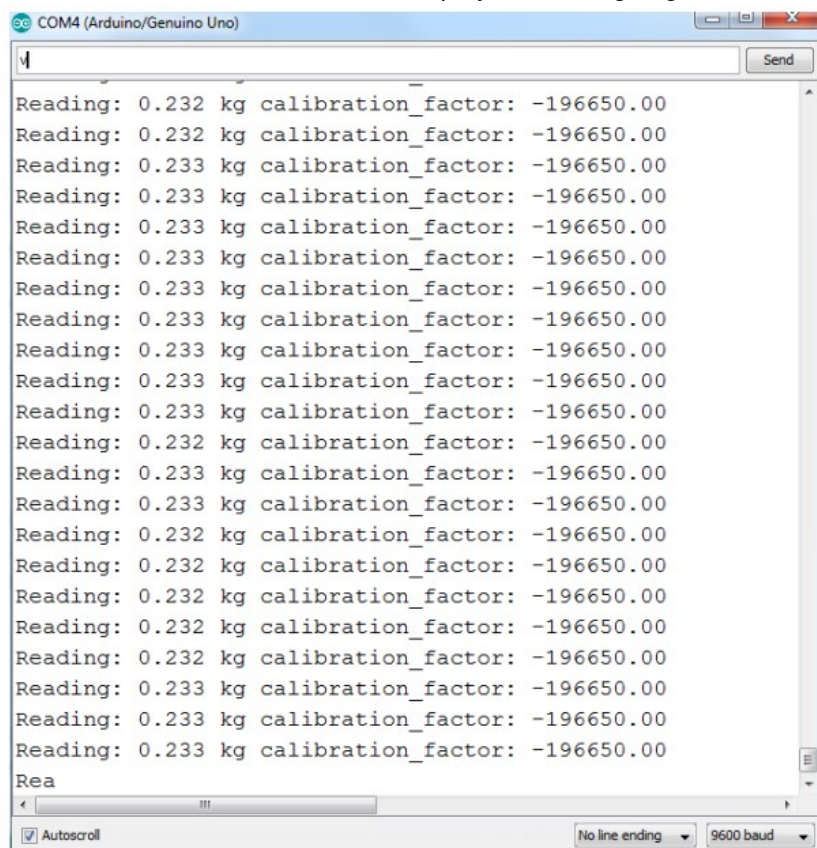 COM4 (Arduino/Genuino Uno)
v
Send
Reading: 0.232 kg calibration_factor: -196650.00
Reading: 0.232 kg calibration_factor: -196650.00
Reading: 0.233 kg calibration_factor: -196650.00
Reading: 0.233 kg calibration_factor: -196650.00
Reading: 0.233 kg calibration_factor: -196650.00
Reading: 0.233 kg calibration_factor: -196650.00
Reading: 0.233 kg calibration_factor: -196650.00
Reading: 0.233 kg calibration_factor: -196650.00
Reading: 0.233 kg calibration_factor: -196650.00
Reading: 0.233 kg calibration_factor: -196650.00
Reading: 0.233 kg calibration_factor: -196650.00
Reading: 0.232 kg calibration_factor: -196650.00
Reading: 0.233 kg calibration_factor: -196650.00
Reading: 0.233 kg calibration_factor: -196650.00
Reading: 0.232 kg calibration_factor: -196650.00
Reading: 0.232 kg calibration_factor: -196650.00
Reading: 0.232 kg calibration_factor: -196650.00
Reading: 0.232 kg calibration_factor: -196650.00
Reading: 0.232 kg calibration_factor: -196650.00
Reading: 0.233 kg calibration_factor: -196650.00
Reading: 0.233 kg calibration_factor: -196650.00
Reading: 0.233 kg calibration_factor: -196650.00
Rea
Autoscroll
No line ending
9600 baud